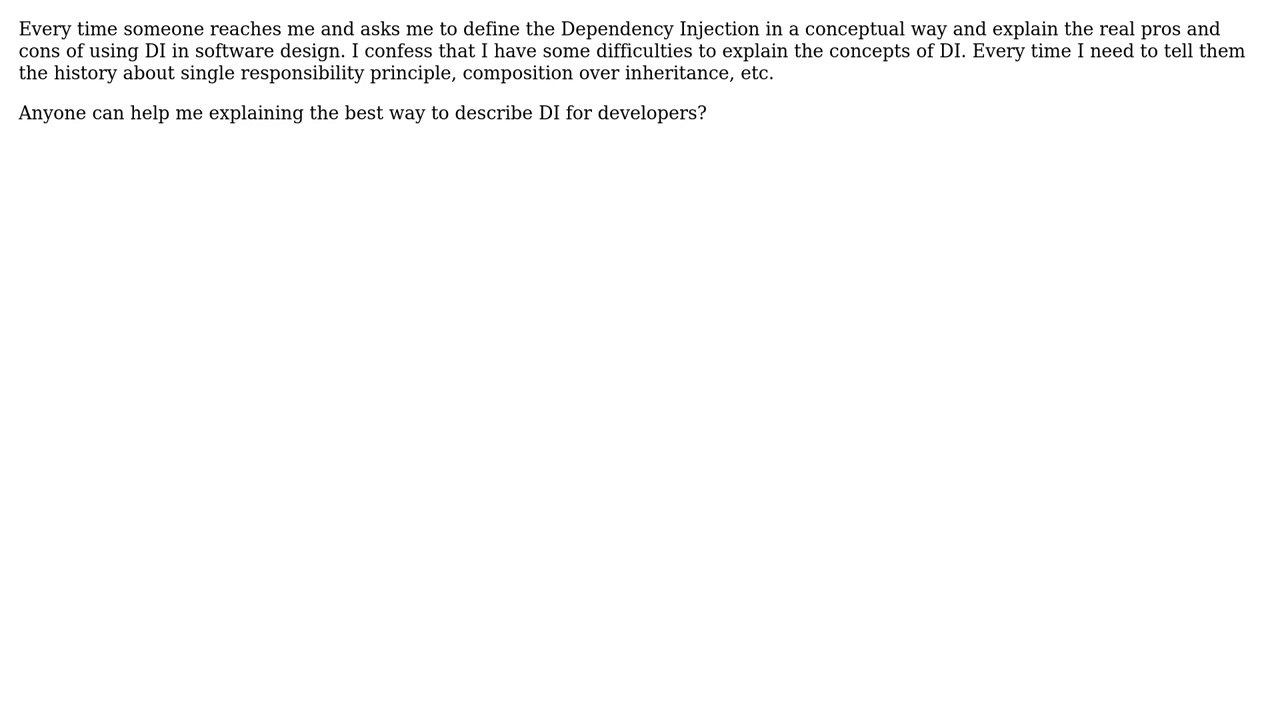 Every time someone reaches me and asks me to define the Dependency Injection in a conceptual way and explain the real pros and
cons of using DI in software design. I confess that I have some difficulties to explain the concepts of DI. Every time I need to tell them
the history about single responsibility principle, composition over inheritance, etc.
Anyone can help me explaining the best way to describe DI for developers?